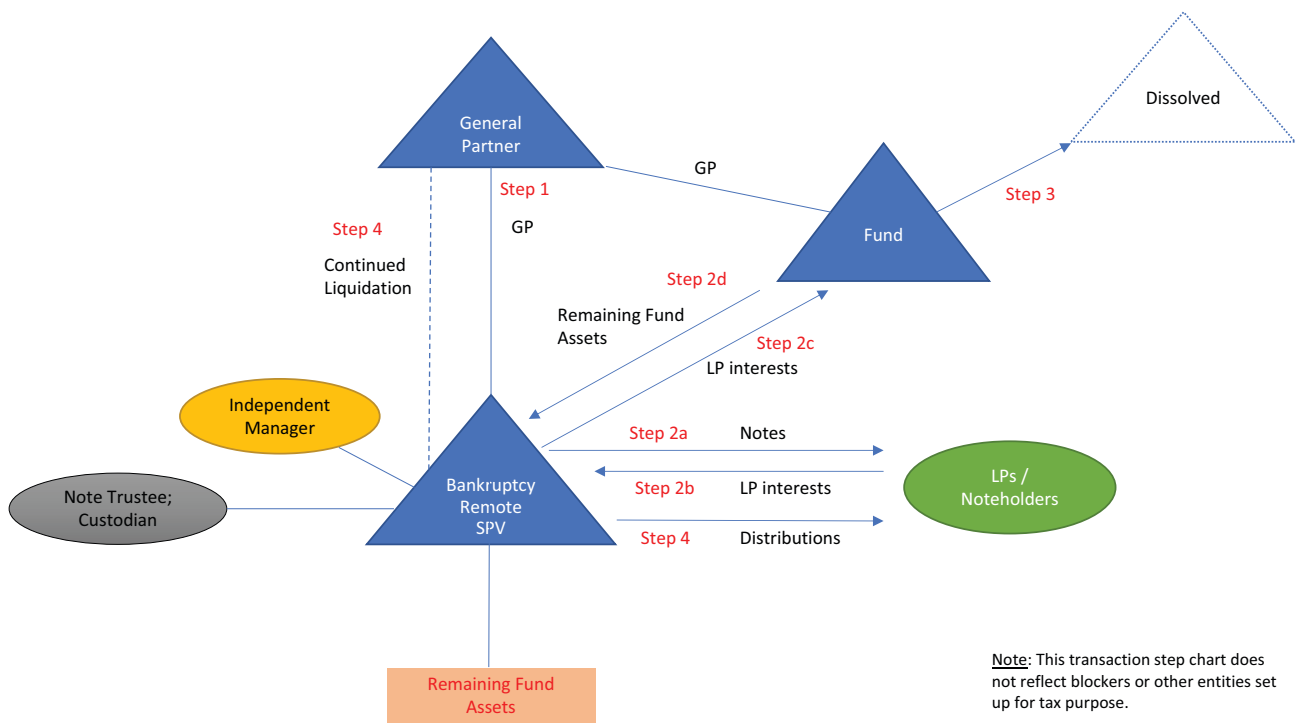 Dissolved
General
Partner
GP
Step 1
Step 3
GP
Step 4
Fund
Continued
Liquidation
Step 2d
Remaining Fund
Assets
Step 2c
LP interests
Independent
Manager
Step 2a Notes
Note Trustee;
Custodian
Bankruptcy
Remote
SPV
Step 2b LP interests
LPs /
Noteholders
Step 4 Distributions
Remaining Fund
Assets
Note: This transaction step chart does
not reflect blockers or other entities set
up for tax purpose.